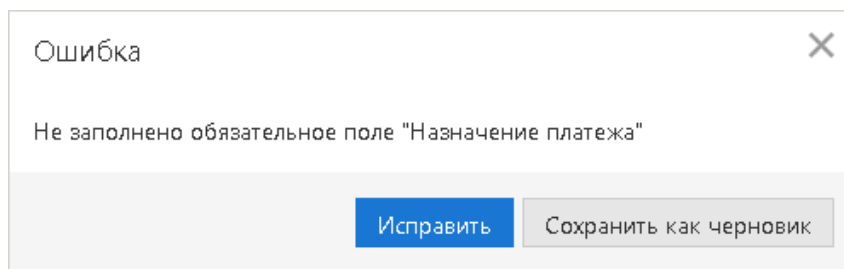 Ошибка
Не заполнено обязательное поле "Назначение платежа"
Исправить
Сохранить как черновик